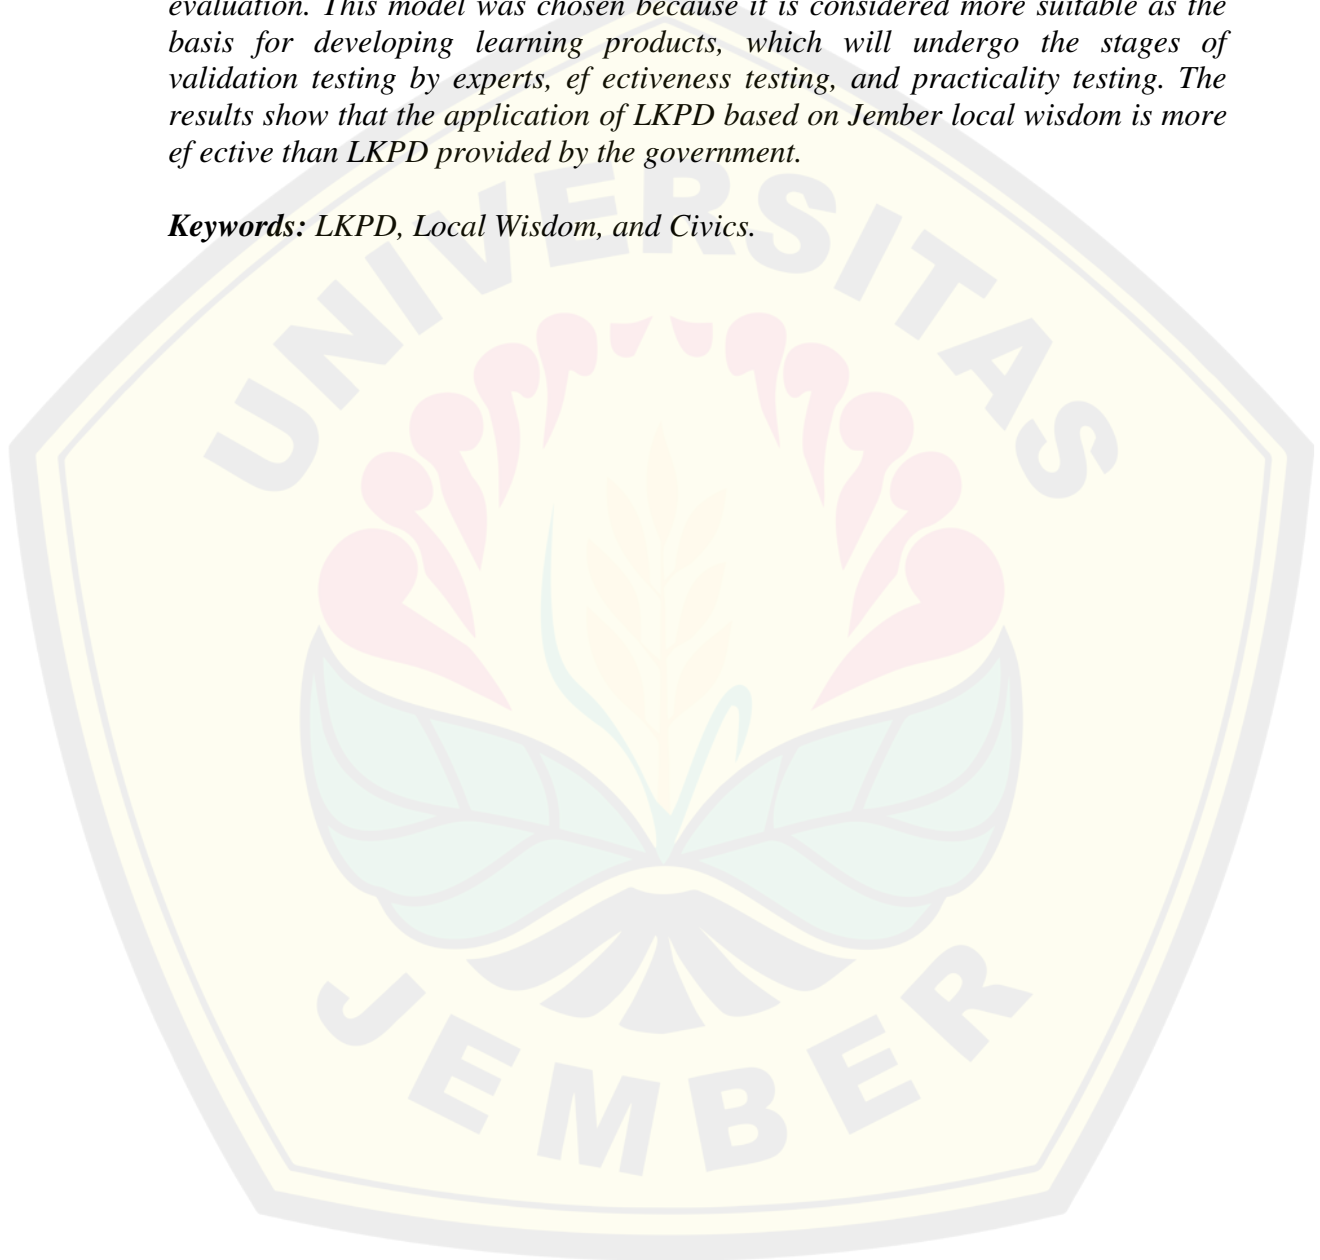 evaluation. This model was chosen because it is considered more suitable as the
basis for developing learning products, which will undergo the stages of
validation testing by experts, ef ectiveness testing, and practicality testing. The
results show that the application of LKPD based on Jember local wisdom is more
ef ective than LKPD provided by the government.
Keywords: LKPD, Local Wisdom, and Civics.
UNIVERSITAS
JEMBER